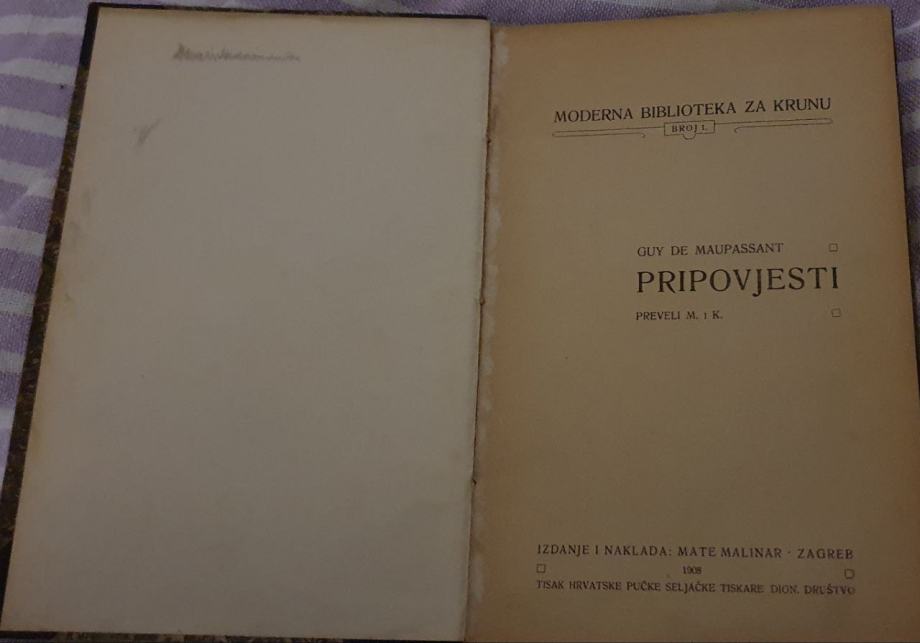 MODERNA BIBLIOTEKA ZA KRUNU
BROJ 1.
GUY DE MAUPASSANT
PRIPOVJESTI
PREVELI M. I K.
IZDANJE I NAKLADA: MATE MALINAR · ZAGREB
1908
TISAK HRVATSKE PUČKE SELJAČKE TISKARE DION. DRUŠTVO